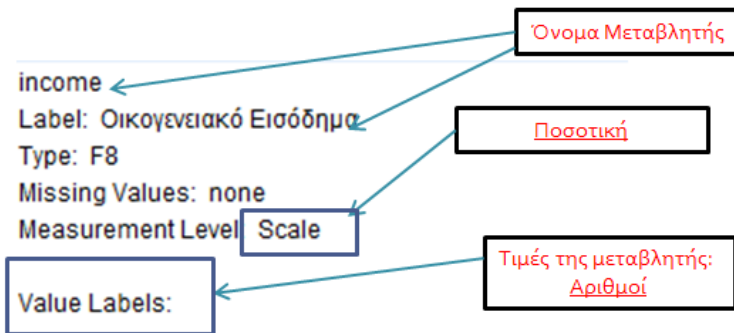 Όνομα Μεταβλητής
income
Label: Οικογενειακό Εισόδημα
Type: F8
Ποσοτική
Missing Values: none
Measurement Level: Scale
Τιμές της μεταβλητής:
Αριθμοί
Value Labels: